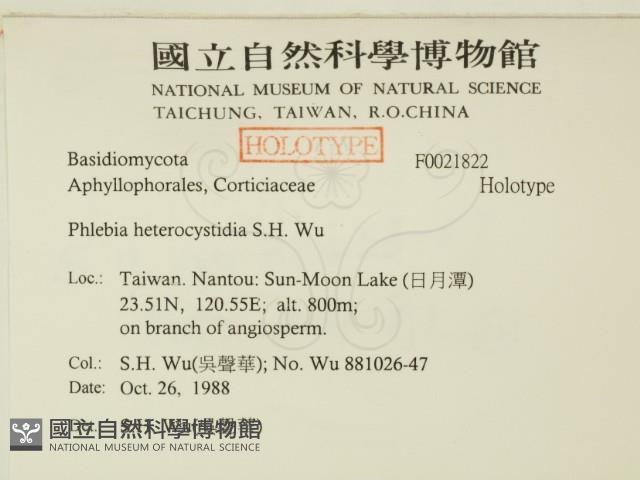 國立自然科學博物館
NATIONAL MUSEUM OF NATURAL SCIENCE
TAICHUNG, TAIWAN, R.O.CHINA
HOLOTYPE
Basidiomycota F0021822
Aphyllophorales, Corticiaceae Holotype
Phlebia heterocystidia S.H. Wu
Loc.: Taiwan. Nantou: Sun-Moon Lake (日月潭)
23.51N, 120.55E; alt. 800m;
on branch of angiosperm.
Col.: S.H. Wu(吳聲華); No. Wu 881026-47
Date: Oct. 26, 1988
國立自然科學博物館
NATIONAL MUSEUM OF NATURAL SCIENCE